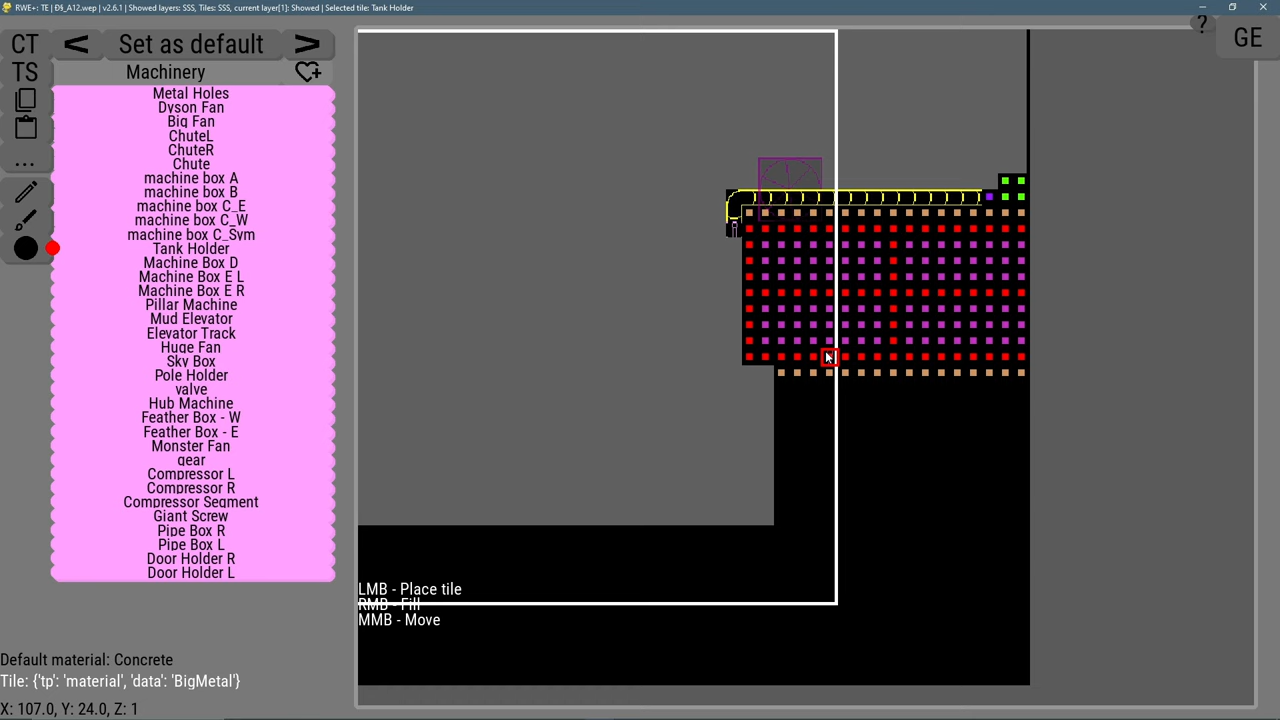 RWE+: TE | Đ§_A12.wep | v2.6.1 | Showed layers: SSS, Tiles: SSS, current layer[1]: Showed | Selected tile: Tank Holder
CT
<
Set as default
>
?
GE
TS
Machinery
Metal Holes
Dyson Fan
Big Fan
ChuteL
ChuteR
Chute
machine box A
machine box B
machine box C_E
machine box C_W
machine box C_Sym
Tank Holder
Machine Box D
Machine Box E L
Machine Box E R
Pillar Machine
Mud Elevator
Elevator Track
Huge Fan
Sky Box
Pole Holder
valve
Hub Machine
Feather Box - W
Feather Box - E
Monster Fan
gear
Compressor L
Compressor R
Compressor Segment
Giant Screw
Pipe Box R
Pipe Box L
Door Holder R
Door Holder L
...
LMB - Place tile
RMB - Fill
MMB - Move
Default material: Concrete
Tile: {'tp': 'material', 'data': 'BigMetal'}
X: 107.0, Y: 24.0, Z: 1